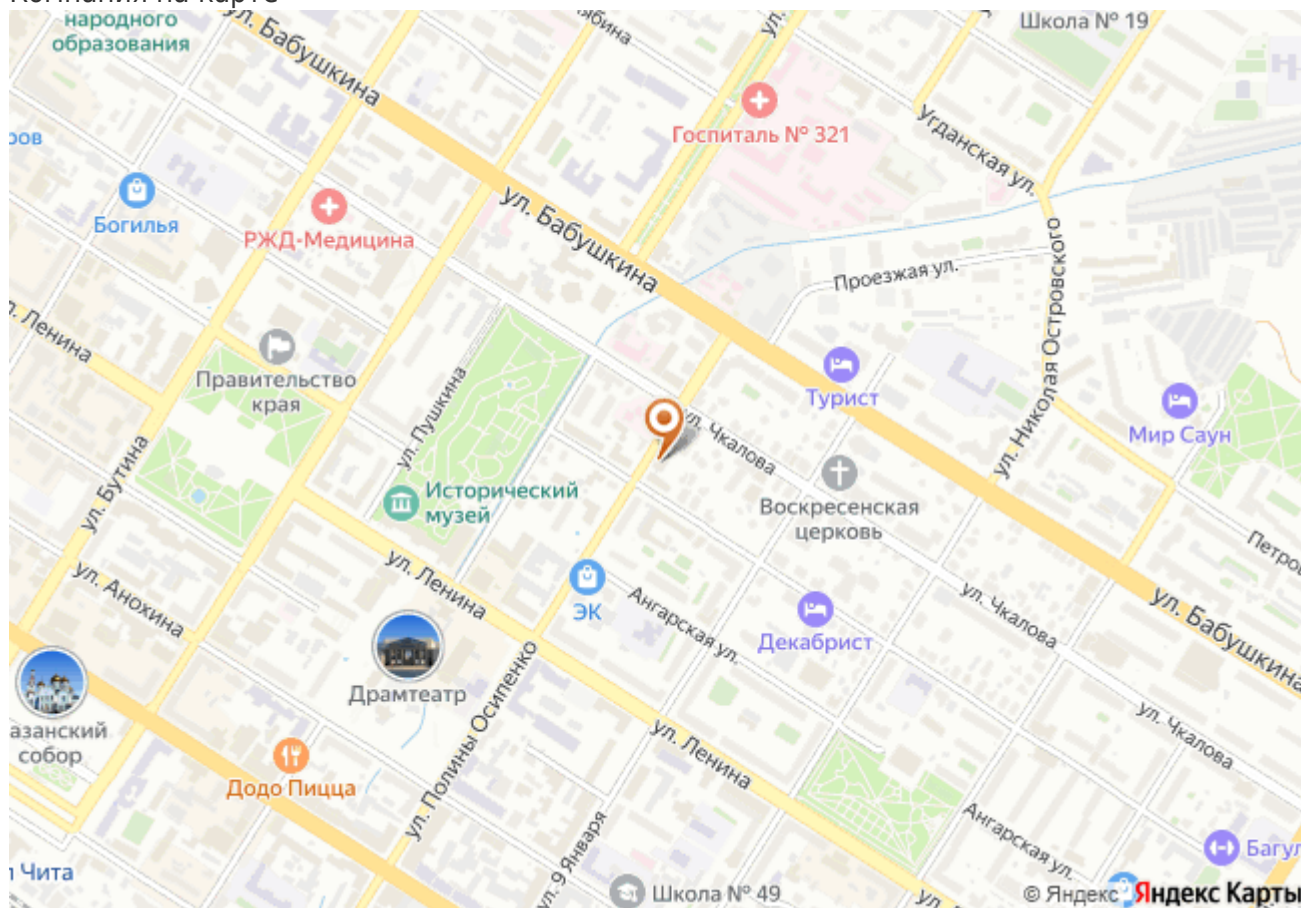 народного
образования
ул. Бабушкина
Школа № 19
Госпиталь № 321
Угданская ул.
Богилья
РЖД-Медицина
ул. Бабушкина
Проезжая ул.
ул. Николая Островского
Ленина
Правительство
края
ул. Пушкина
Турист
Мир Саун
ул. Чкалова
ул. Бутина
Исторический
музей
Воскресенская
церковь
ул. Анохина
ул. Ленина
ЭК
Ангарская ул.
Декабрист
ул. Чкалова
ул. Бабушкина
Драмтеатр
азанский
собор
ул. Полины Осипенко
ул. Ленина
ул. Чкалова
Додо Пицца
ул. 9 Января
Ангарская ул.
Багул
Чита
Школа № 49
© Яндекс Яндекс Карты